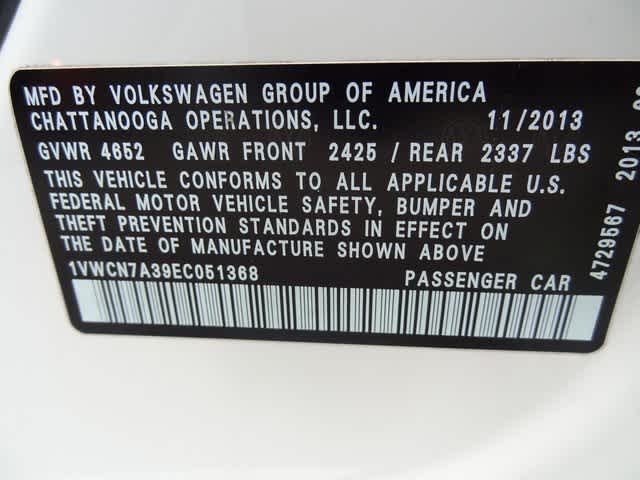 MFD BY VOLKSWAGEN GROUP OF AMERICA
CHATTANOOGA OPERATIONS, LLC. 11/2013
GVWR 4652 GAWR FRONT 2425 / REAR 2337 LBS
THIS VEHICLE CONFORMS TO ALL APPLICABLE U.S.
FEDERAL MOTOR VEHICLE SAFETY, BUMPER AND
THEFT PREVENTION STANDARDS IN EFFECT ON
THE DATE OF MANUFACTURE SHOWN ABOVE
1VWCN7A39EC051368 PASSENGER CAR
4729567 2013